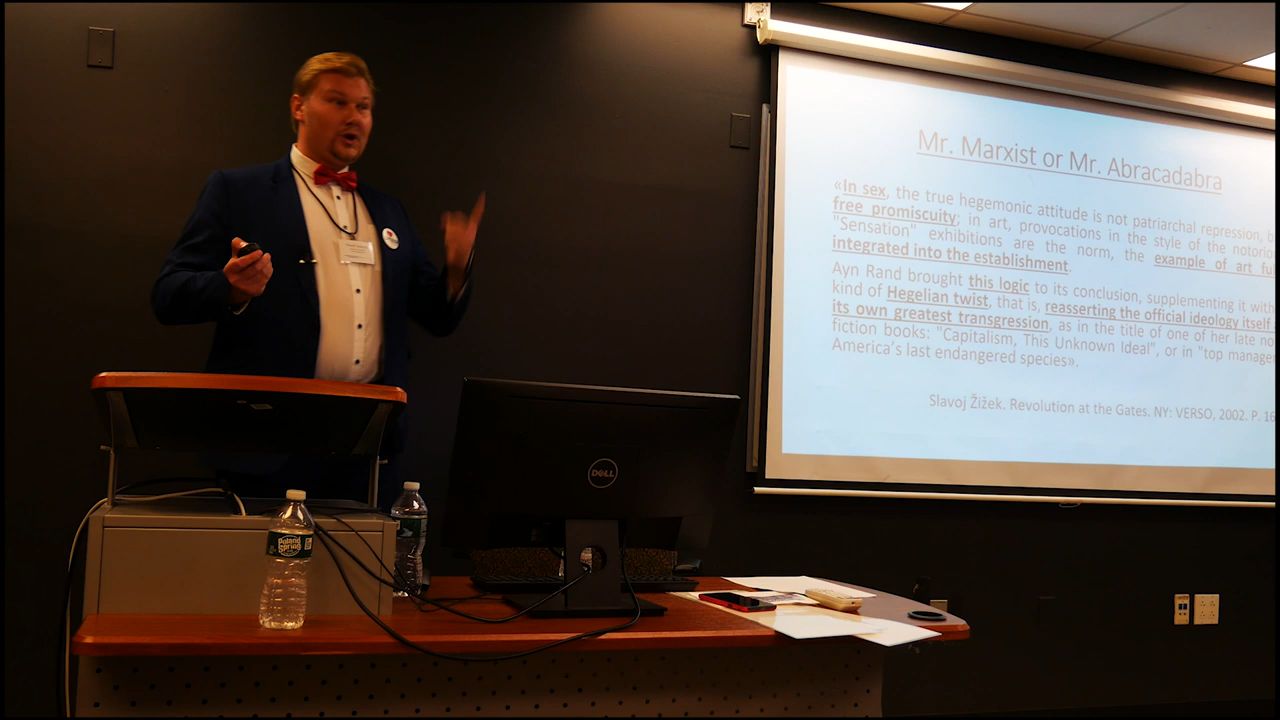 Mr. Marxist or Mr. Abracadabra
«In sex, the true hegemonic attitude is not patriarchal repression, b
free promiscuity; in art, provocations in the style of the notorio
"Sensation" exhibitions are the norm, the example of art ful
integrated into the establishment.
Ayn Rand brought this logic to its conclusion, supplementing it with
kind of Hegelian twist, that is, reasserting the official ideology itself
its own greatest transgression, as in the title of one of her late no
fiction books: "Capitalism, This Unknown Ideal", or in "top manage
America's last endangered species».
Slavoj Žižek. Revolution at the Gates. NY: VERSO, 2002. P. 16
DELL
Poland
Spring